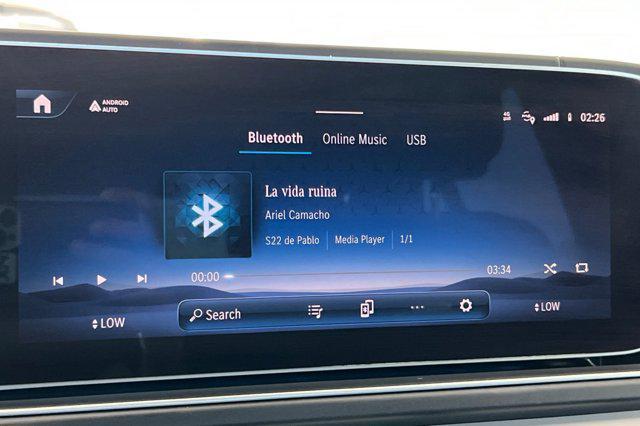 ANDROID
AUTO
4G
02:26
Bluetooth Online Music USB
La vida ruina
Ariel Camacho
S22 de Pablo Media Player 1/1
00:00 03:34
LOW Search LOW